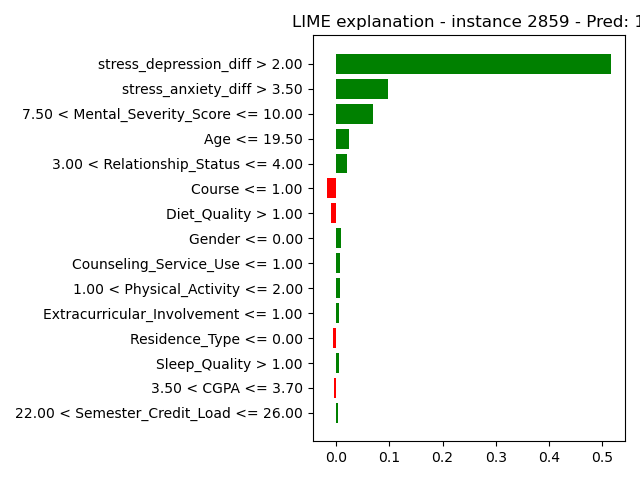 LIME explanation - instance 2859 - Pred: 1
stress_depression_diff > 2.00
stress_anxiety_diff > 3.50
7.50 < Mental_Severity_Score <= 10.00
Age <= 19.50
3.00 < Relationship_Status <= 4.00
Course <= 1.00
Diet_Quality > 1.00
Gender <= 0.00
Counseling_Service_Use <= 1.00
1.00 < Physical_Activity <= 2.00
Extracurricular_Involvement <= 1.00
Residence_Type <= 0.00
Sleep_Quality > 1.00
3.50 < CGPA <= 3.70
22.00 < Semester_Credit_Load <= 26.00
0.0 0.1 0.2 0.3 0.4 0.5